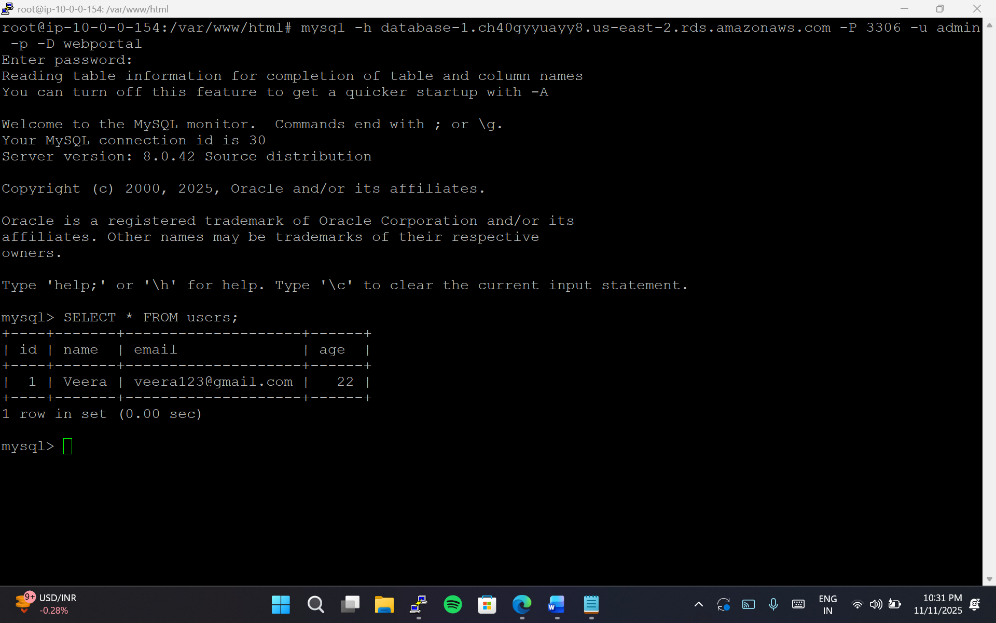 root@ip-10-0-0-154: /var/www/html
root@ip-10-0-0-154:/var/www/html# mysql -h database-1.ch40qyyuayy8.us-east-2.rds.amazonaws.com -P 3306 -u admin
-p -D webportal
Enter password:
Reading table information for completion of table and column names
You can turn off this feature to get a quicker startup with -A
Welcome to the MySQL monitor.  Commands end with ; or \g.
Your MySQL connection id is 30
Server version: 8.0.42 Source distribution
Copyright (c) 2000, 2025, Oracle and/or its affiliates.
Oracle is a registered trademark of Oracle Corporation and/or its
affiliates. Other names may be trademarks of their respective
owners.
Type 'help;' or '\h' for help. Type '\c' to clear the current input statement.
mysql> SELECT * FROM users;
+----+-------+--------------------+------+
| id | name  | email              | age  |
+----+-------+--------------------+------+
|  1 | Veera | veera123@gmail.com |   22 |
+----+-------+--------------------+------+
1 row in set (0.00 sec)
mysql>
9+
USD/INR
-0.28%
ENG
IN
10:31 PM
11/11/2025